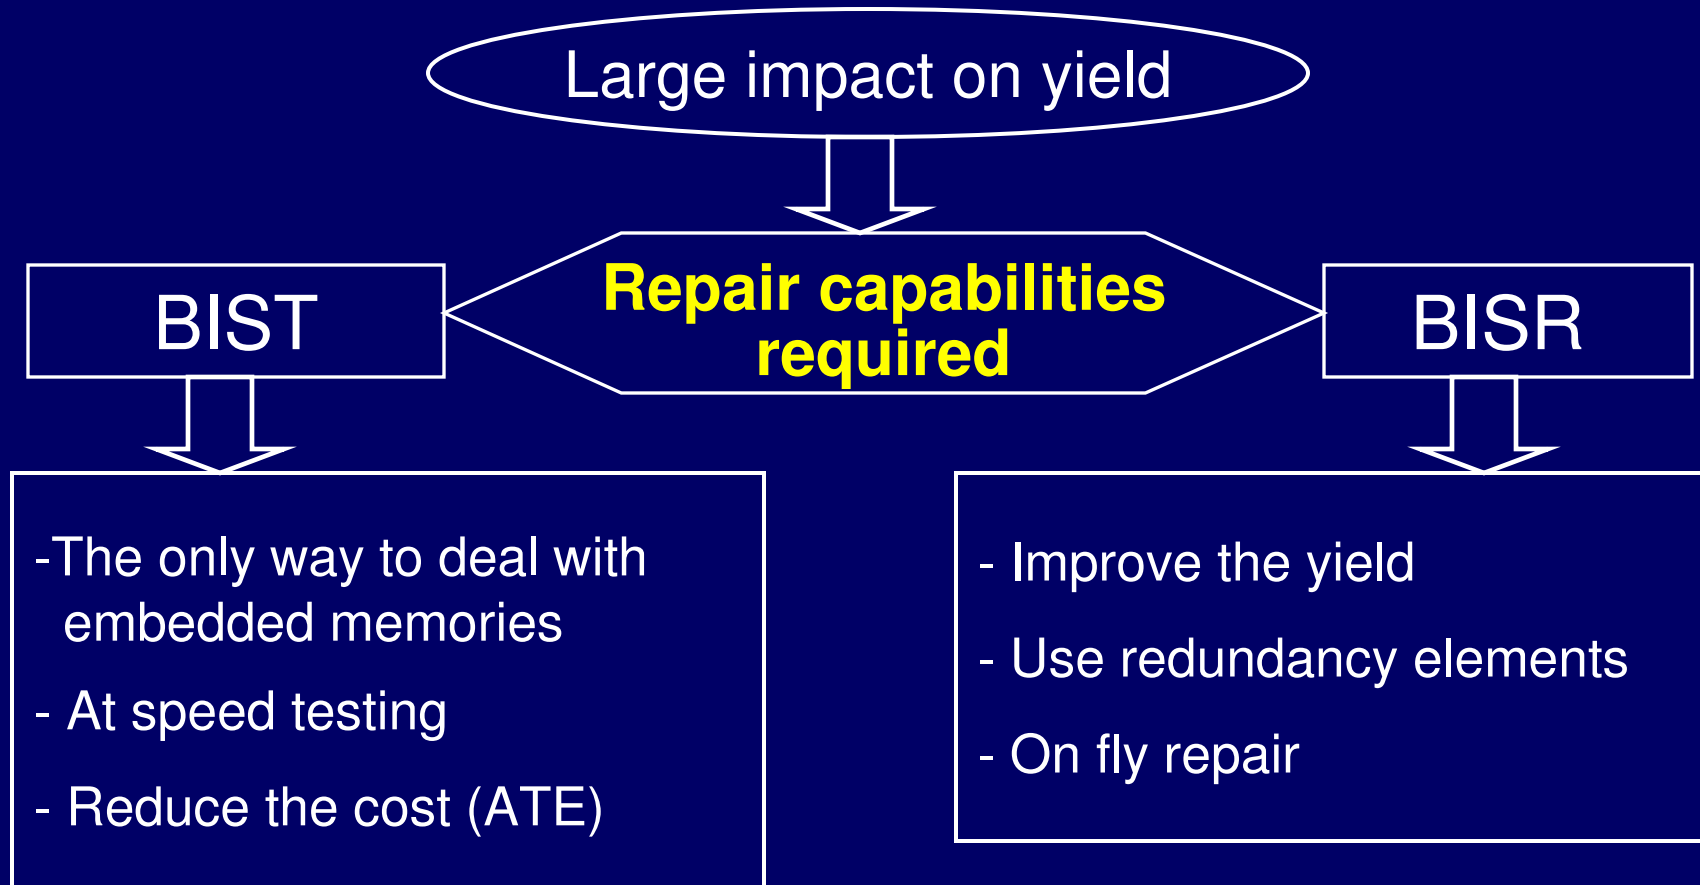 Large impact on yield
Repair capabilities
required
BIST
BISR
-The only way to deal with
embedded memories
- At speed testing
- Reduce the cost (ATE)
- Improve the yield
- Use redundancy elements
- On fly repair